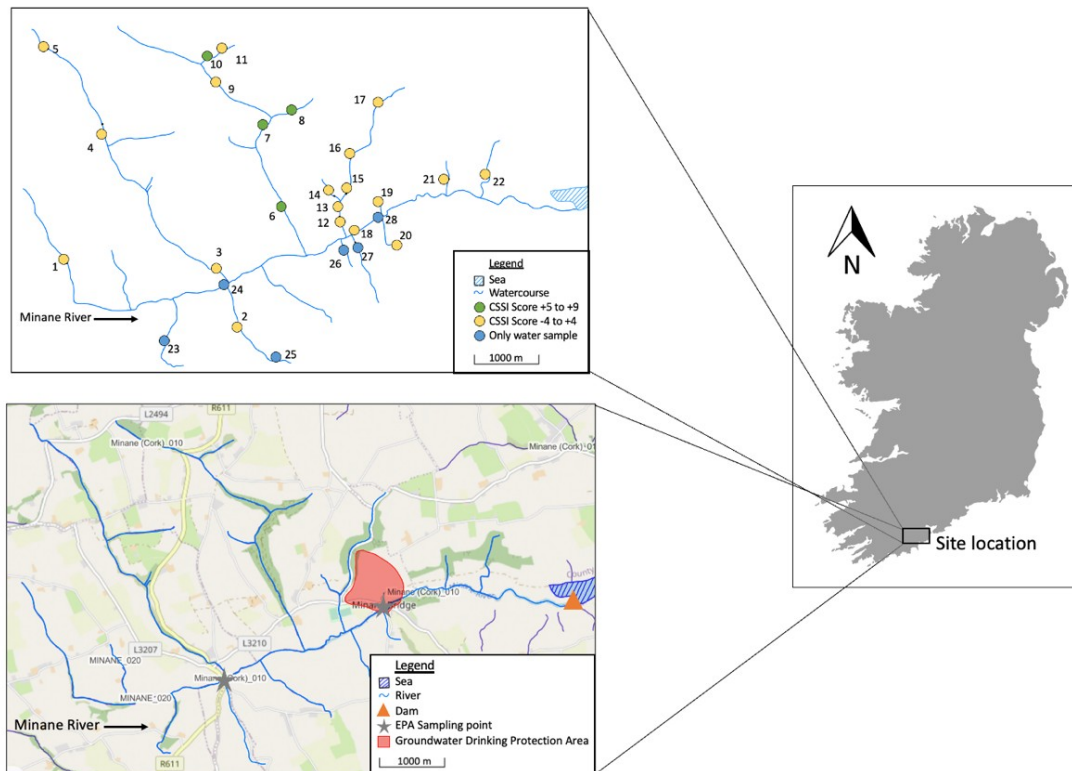 5
10
11
9
17
8
7
4
16
15
14
19
21
22
13
12
6
28
18
20
3
1
26
27
24
Minane River
2
23
25
Legend
Sea
Watercourse
CSSI Score +5 to +9
CSSI Score -4 to +4
Only water sample
1000 m
N
Site location
L2494
R611
Minane (Cork)_010
Minane (Cork)_01
County
Minane (Cork)_010
L3207
L3210
MINANE_020
Minane (Cork)_010
MINANE_020
Minane River
R611
Legend
Sea
River
Dam
EPA Sampling point
Groundwater Drinking Protection Area
1000 m